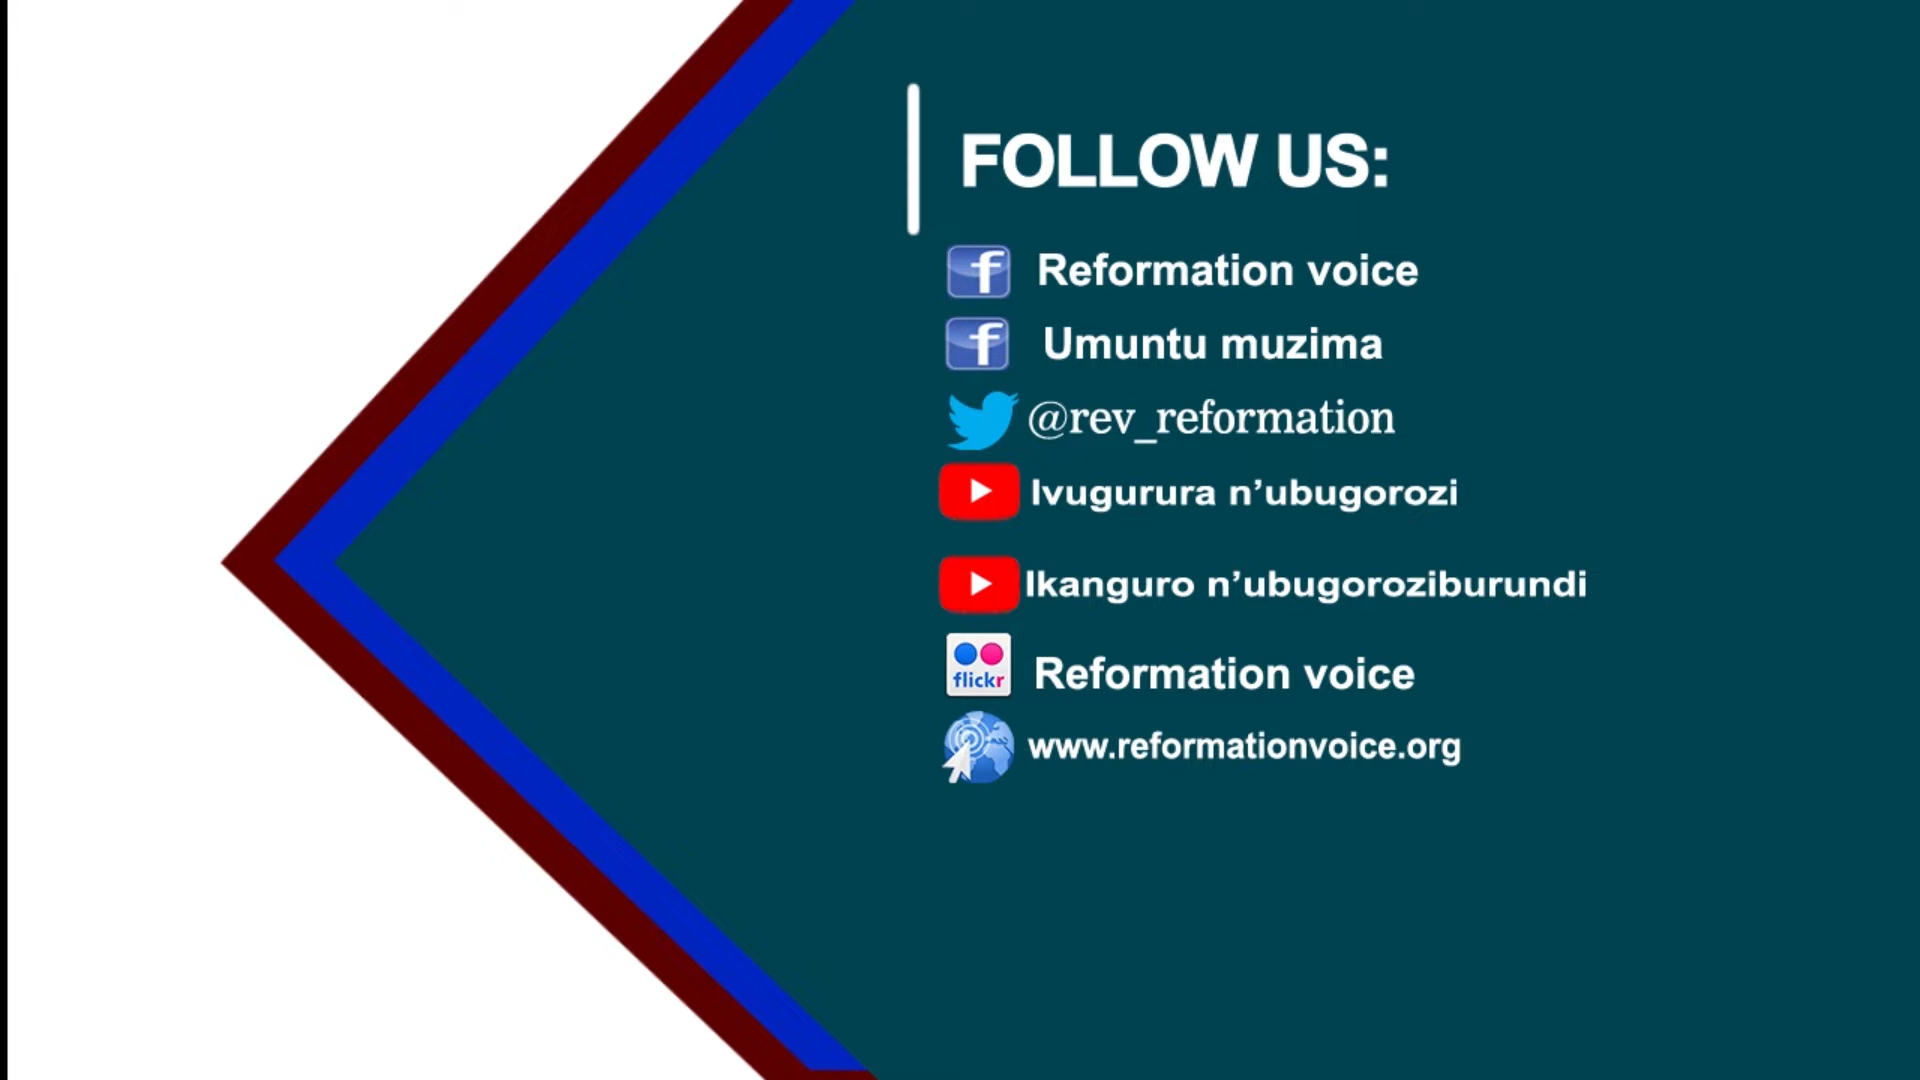 FOLLOW US:
f Reformation voice
f Umuntu muzima
@rev_reformation
Ivugurura n’ubugorozi
Ikanguro n’ubugoroziburundi
flickr Reformation voice
www.reformationvoice.org